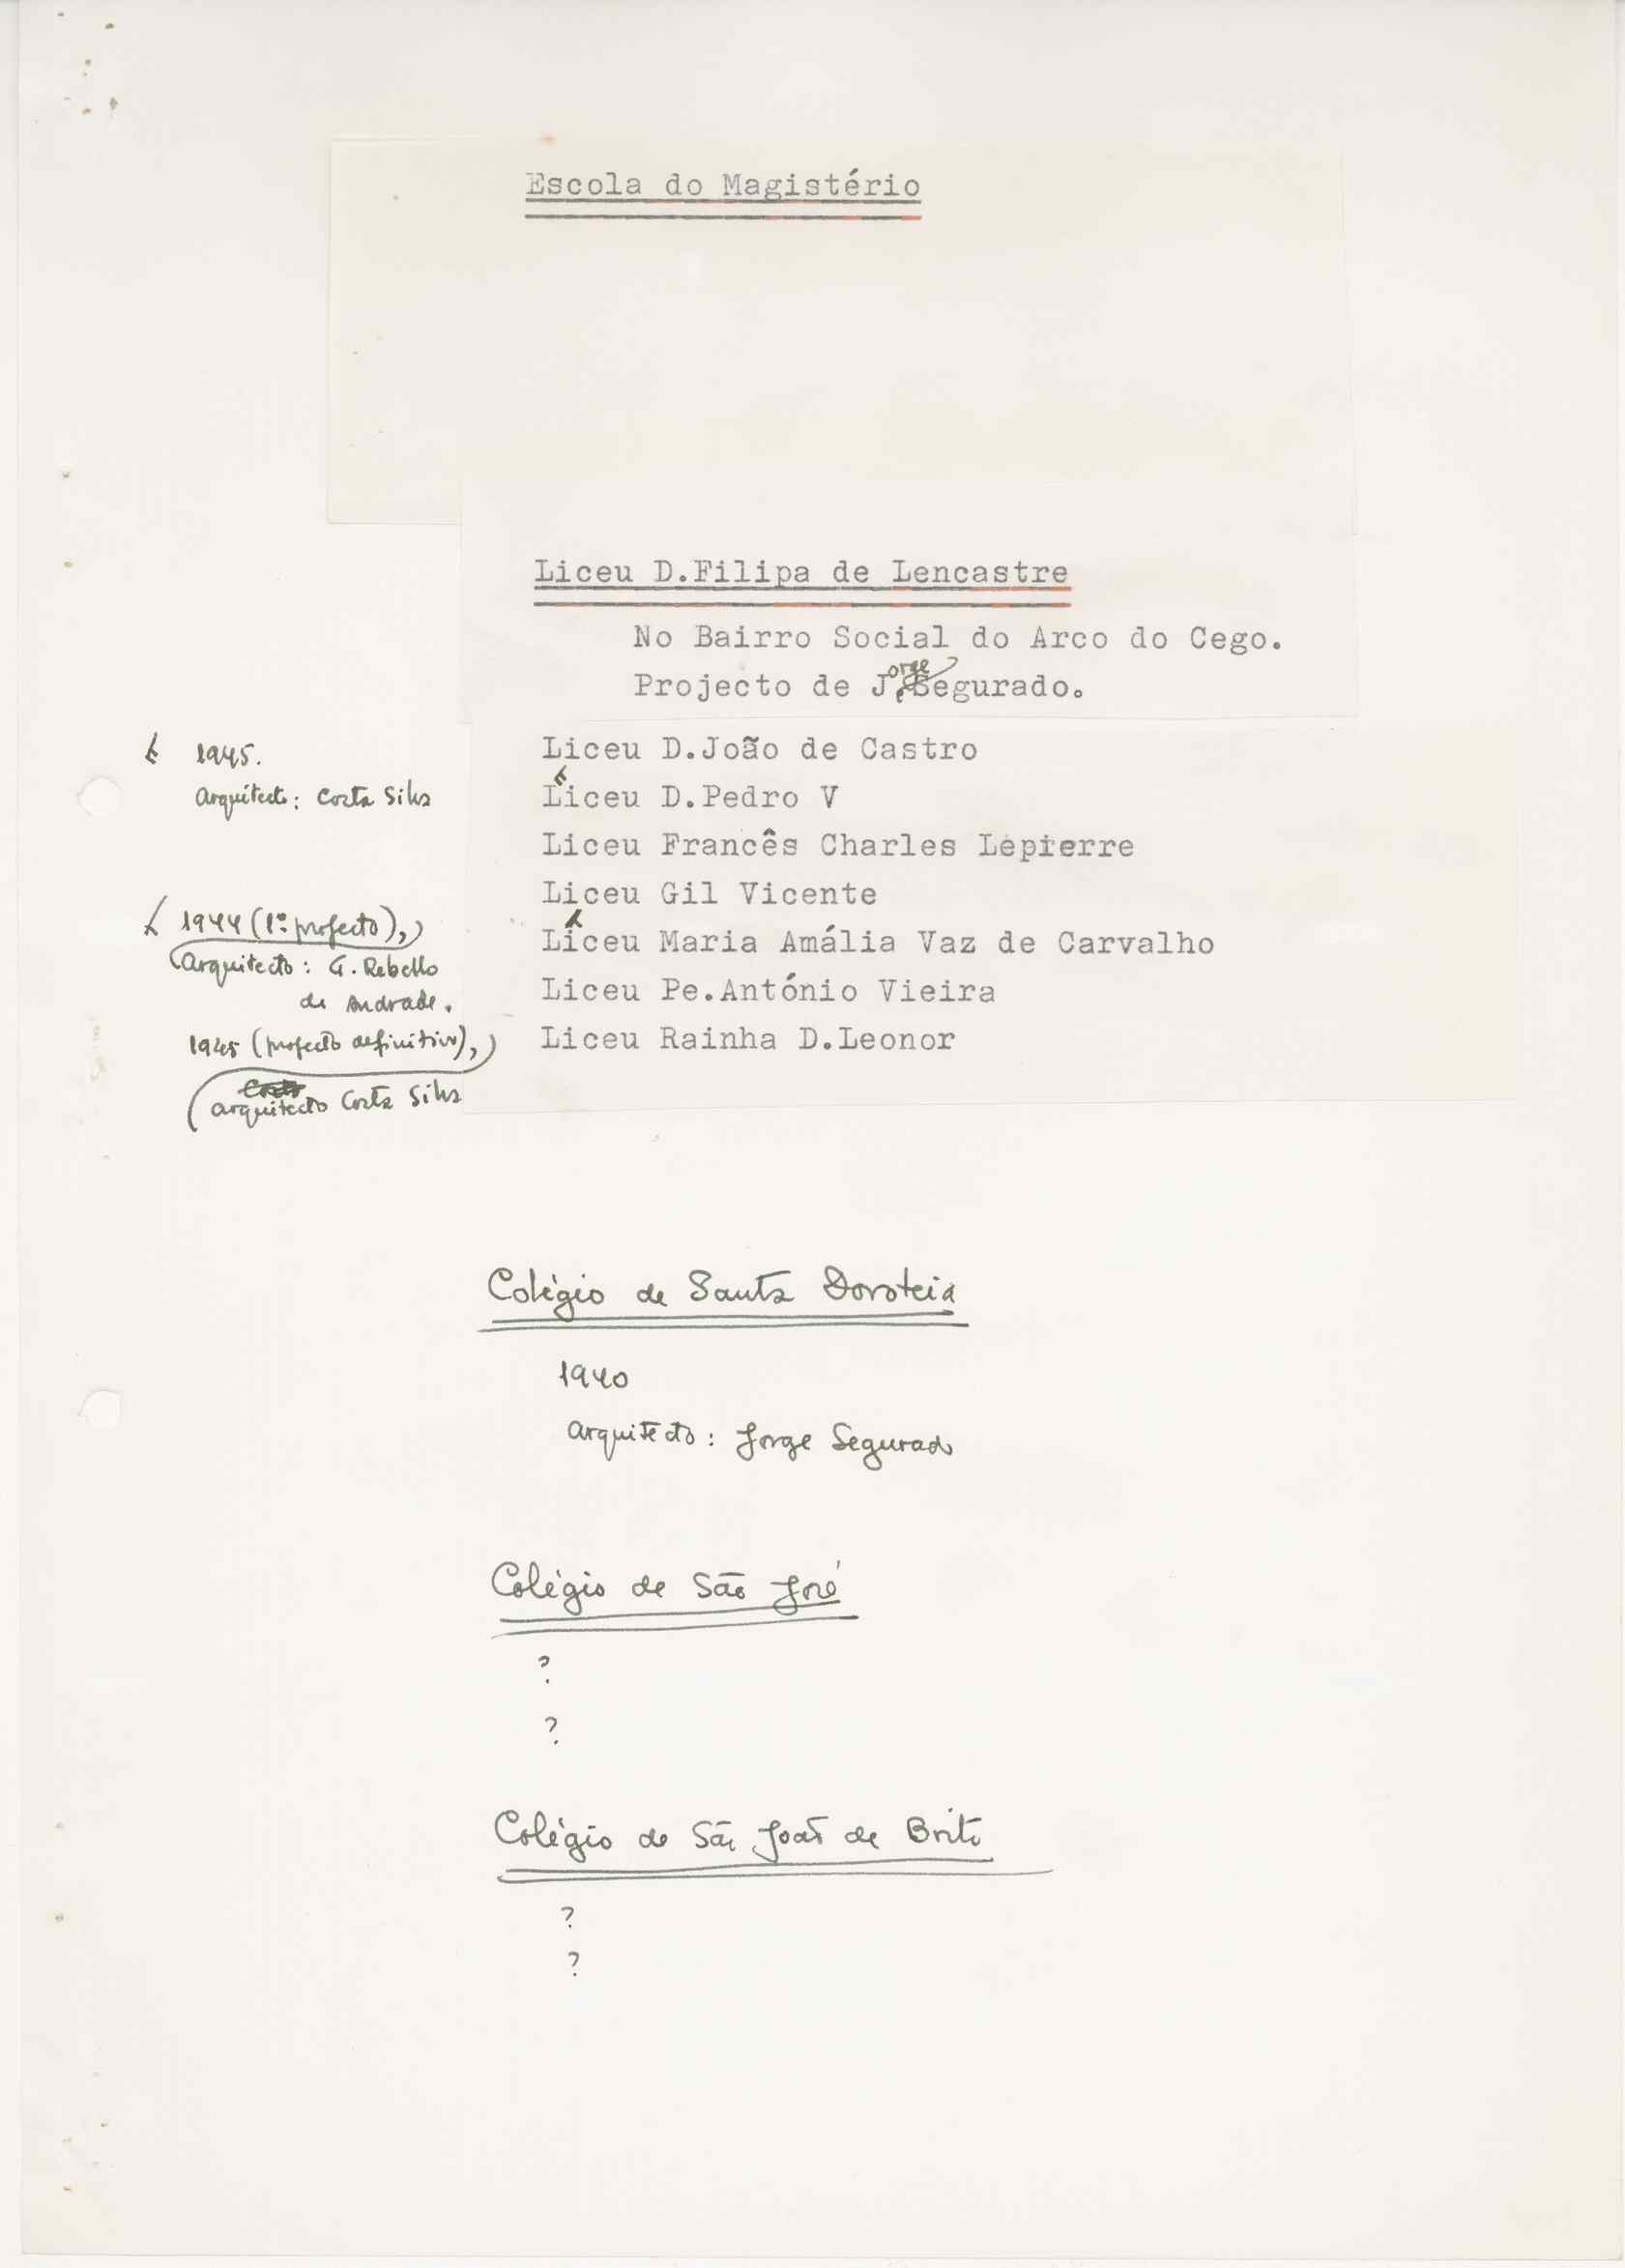 Escola do Magistério
Liceu D.Filipa de Lencastre
No Bairro Social do Arco do Cego.
Projecto de Jorge Segurado.
Liceu D.João de Castro
Liceu D.Pedro V
Liceu Francês Charles Lepierre
Liceu Gil Vicente
Liceu Maria Amália Vaz de Carvalho
Liceu Pe.António Vieira
Liceu Rainha D.Leonor
1945.
Arquitecto: Costa Silva
1944 (1º projecto),
Arquitecto: G. Rebello
de Andrade.
1945 (projecto definitivo),
arquitecto Costa Silva
Colégio de Santa Doroteia
1940
Arquitecto: Jorge Segurado
Colégio de São José
?
?
Colégio de São João de Brito
?
?